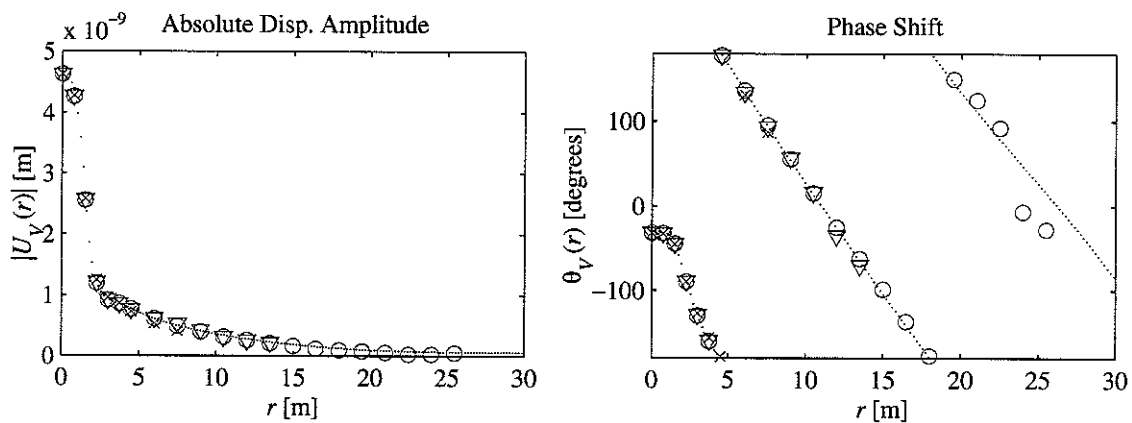 Absolute Disp. Amplitude
× 10⁻⁹
5
4
3
2
1
0
|U_V(r)| [m]
0 5 10 15 20 25 30
r [m]
Phase Shift
100
0
−100
θ_V(r) [degrees]
0 5 10 15 20 25 30
r [m]